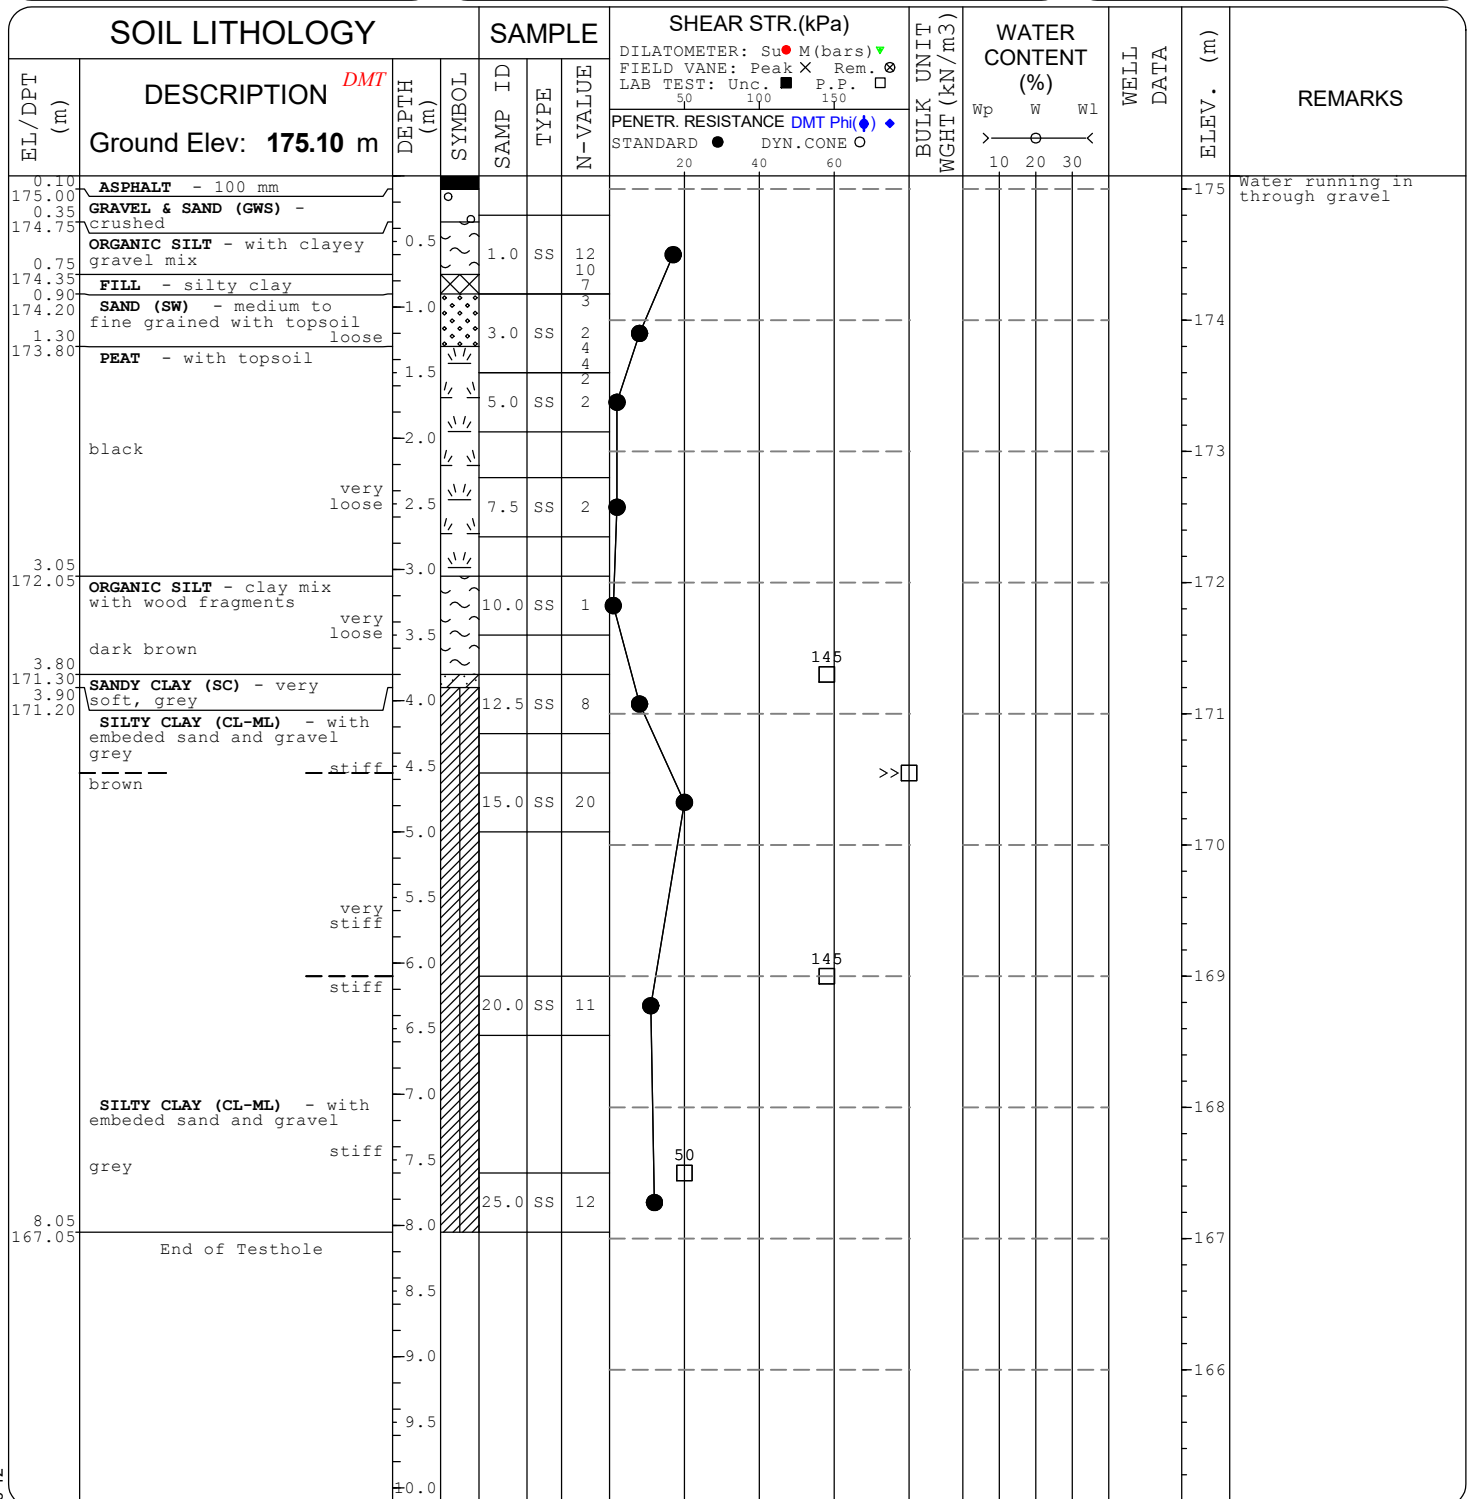 SOIL LITHOLOGY
SAMPLE
SHEAR STR.(kPa)
DILATOMETER: Su M(bars)
FIELD VANE: Peak Rem.
LAB TEST: Unc. P.P.
50 100 150
PENETR. RESISTANCE DMT Phi(ϕ)
STANDARD DYN.CONE
20 40 60
BULK UNIT
WGHT(kN/m3)
WATER
CONTENT
(%)
Wp W Wl
10 20 30
WELL
DATA
ELEV. (m)
REMARKS
EL/DPT
(m)
DESCRIPTION DMT
Ground Elev: 175.10 m
DEPTH
(m)
SYMBOL
SAMP ID
TYPE
N-VALUE
0.10
175.00
ASPHALT - 100 mm
0.35
174.75
GRAVEL & SAND (GWS) -
crushed
ORGANIC SILT - with clayey
gravel mix
0.75
174.35
FILL - silty clay
0.90
174.20
SAND (SW) - medium to
fine grained with topsoil
loose
1.30
173.80
PEAT - with topsoil
black
very
loose
3.05
172.05
ORGANIC SILT - clay mix
with wood fragments
very
loose
dark brown
3.80
171.30
SANDY CLAY (SC) - very
soft, grey
3.90
171.20
SILTY CLAY (CL-ML) - with
embeded sand and gravel
grey
stiff
brown
very
stiff
stiff
SILTY CLAY (CL-ML) - with
embeded sand and gravel
stiff
grey
8.05
167.05
End of Testhole
0.5
1.0
1.5
2.0
2.5
3.0
3.5
4.0
4.5
5.0
5.5
6.0
6.5
7.0
7.5
8.0
8.5
9.0
9.5
10.0
1.0 SS 12
10
7
3
3.0 SS 2
4
4
2
5.0 SS 2
7.5 SS 2
10.0 SS 1
12.5 SS 8
15.0 SS 20
20.0 SS 11
25.0 SS 12
145
>>
145
50
175
174
173
172
171
170
169
168
167
166
Water running in
through gravel